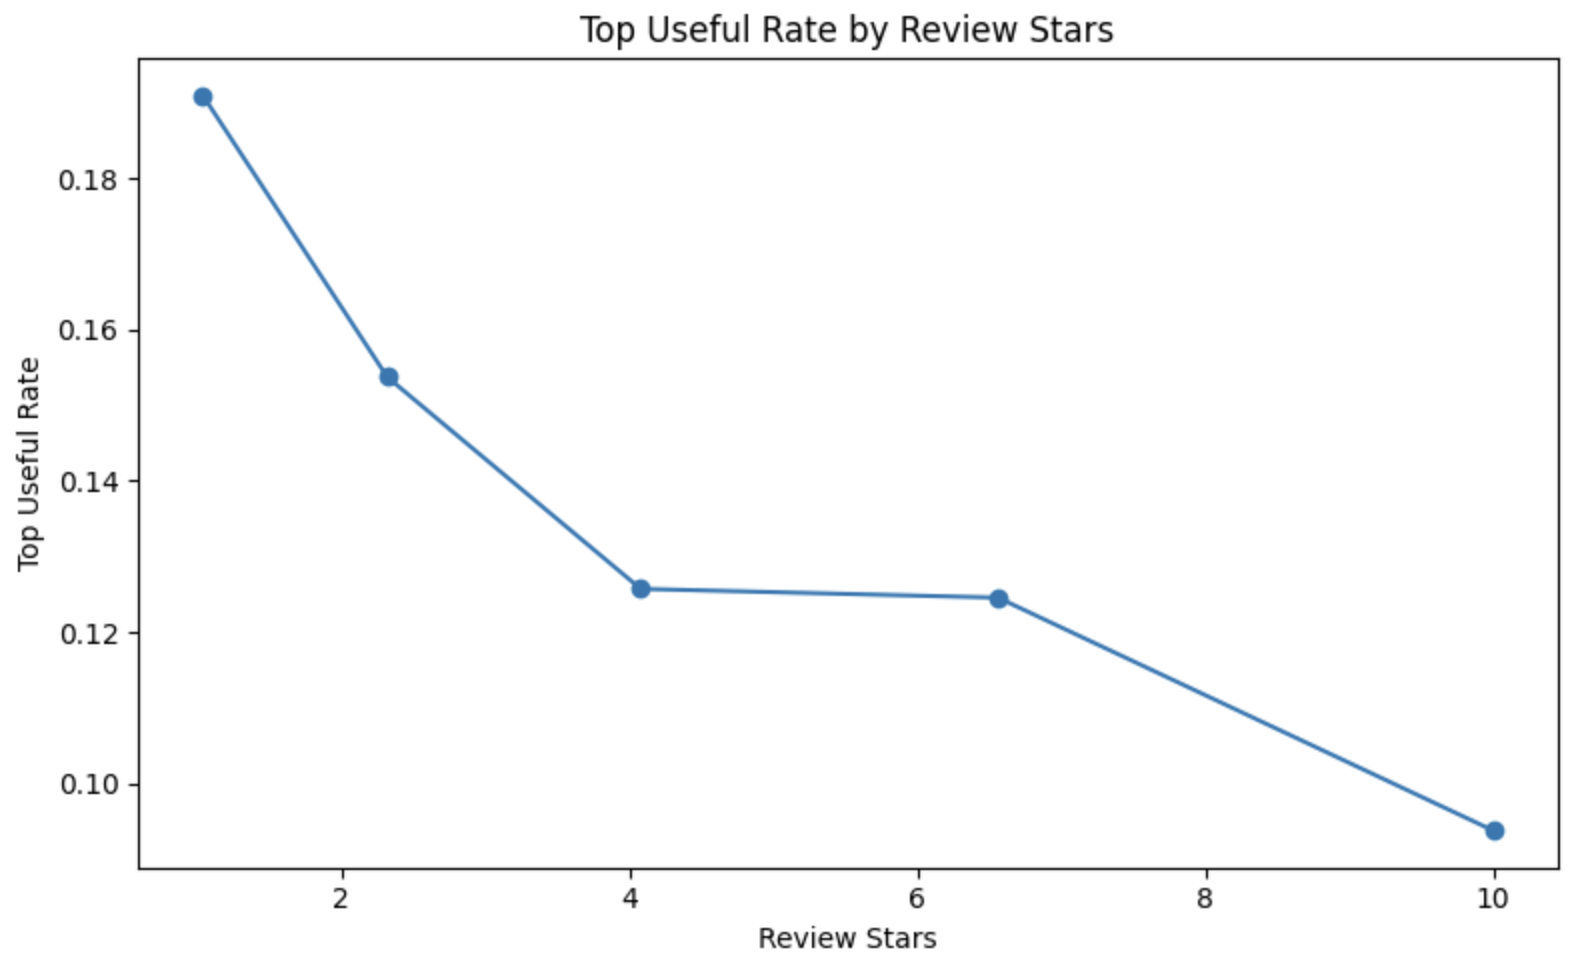 Top Useful Rate by Review Stars
0.18
0.16
0.14
0.12
0.10
Top Useful Rate
2 4 6 8 10
Review Stars